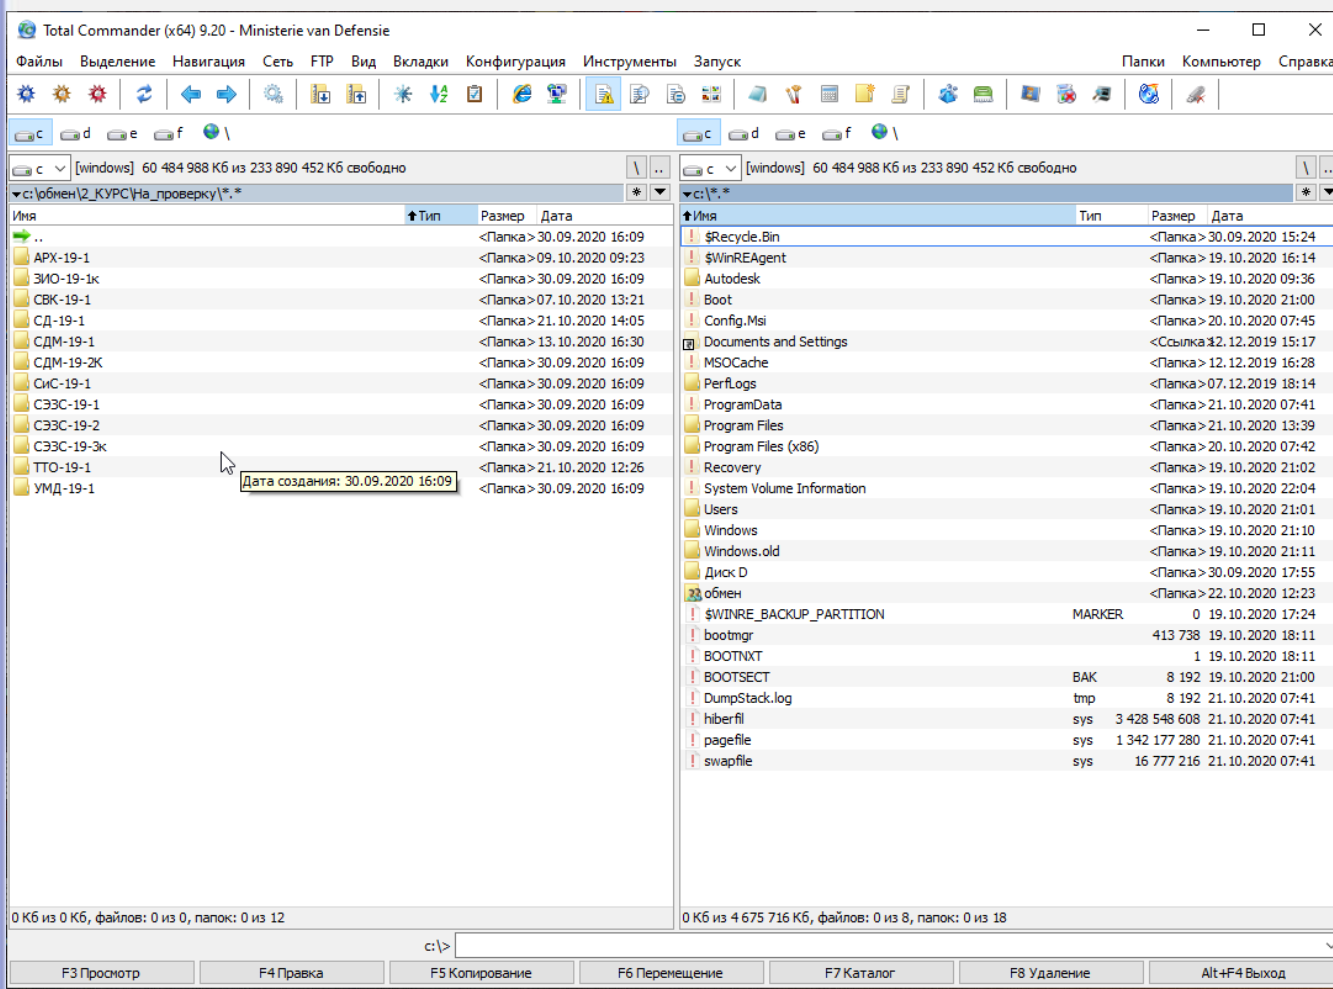 Total Commander (x64) 9.20 - Ministerie van Defensie
Файлы Выделение Навигация Сеть FTP Вид Вкладки Конфигурация Инструменты Запуск Папки Компьютер Справка
c d e f \
c d e f \
c [windows] 60 484 988 Кб из 233 890 452 Кб свободно \ ..
c [windows] 60 484 988 Кб из 233 890 452 Кб свободно \ ..
c:\обмен\2_КУРС\На_проверку\*.* *
c:\*.* *
Имя Тип Размер Дата
.. <Папка> 30.09.2020 16:09
АРХ-19-1 <Папка> 09.10.2020 09:23
ЗИО-19-1к <Папка> 30.09.2020 16:09
СВК-19-1 <Папка> 07.10.2020 13:21
СД-19-1 <Папка> 21.10.2020 14:05
СДМ-19-1 <Папка> 13.10.2020 16:30
СДМ-19-2К <Папка> 30.09.2020 16:09
СиС-19-1 <Папка> 30.09.2020 16:09
СЭЗС-19-1 <Папка> 30.09.2020 16:09
СЭЗС-19-2 <Папка> 30.09.2020 16:09
СЭЗС-19-3к <Папка> 30.09.2020 16:09
ТТО-19-1 <Папка> 21.10.2020 12:26
Дата создания: 30.09.2020 16:09
УМД-19-1 <Папка> 30.09.2020 16:09
0 Кб из 0 Кб, файлов: 0 из 0, папок: 0 из 12
Имя Тип Размер Дата
$Recycle.Bin <Папка> 30.09.2020 15:24
$WinREAgent <Папка> 19.10.2020 16:14
Autodesk <Папка> 19.10.2020 09:36
Boot <Папка> 19.10.2020 21:00
Config.Msi <Папка> 20.10.2020 07:45
Documents and Settings <Ссылка> 12.12.2019 15:17
MSOCache <Папка> 12.12.2019 16:28
PerfLogs <Папка> 07.12.2019 18:14
ProgramData <Папка> 21.10.2020 07:41
Program Files <Папка> 21.10.2020 13:39
Program Files (x86) <Папка> 20.10.2020 07:42
Recovery <Папка> 19.10.2020 21:02
System Volume Information <Папка> 19.10.2020 22:04
Users <Папка> 19.10.2020 21:01
Windows <Папка> 19.10.2020 21:10
Windows.old <Папка> 19.10.2020 21:11
Диск D <Папка> 30.09.2020 17:55
обмен <Папка> 22.10.2020 12:23
$WINRE_BACKUP_PARTITION MARKER 0 19.10.2020 17:24
bootmgr 413 738 19.10.2020 18:11
BOOTNXT 1 19.10.2020 18:11
BOOTSECT BAK 8 192 19.10.2020 21:00
DumpStack.log tmp 8 192 21.10.2020 07:41
hiberfil sys 3 428 548 608 21.10.2020 07:41
pagefile sys 1 342 177 280 21.10.2020 07:41
swapfile sys 16 777 216 21.10.2020 07:41
0 Кб из 4 675 716 Кб, файлов: 0 из 8, папок: 0 из 18
c:\>
F3 Просмотр F4 Правка F5 Копирование F6 Перемещение F7 Каталог F8 Удаление Alt+F4 Выход